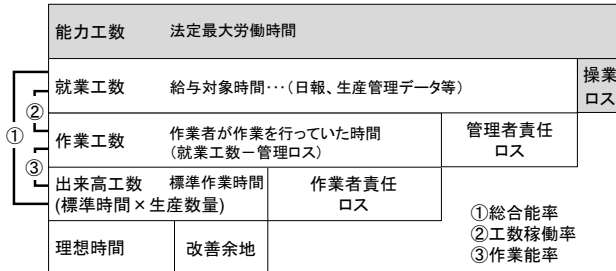 能力工数 法定最大労働時間
就業工数 給与対象時間…(日報、生産管理データ等)
操業
ロス
①
②
③
作業工数 作業者が作業を行っていた時間
(就業工数－管理ロス)
管理者責任
ロス
出来高工数 標準作業時間
(標準時間×生産数量)
作業者責任
ロス
理想時間 改善余地
①総合能率
②工数稼働率
③作業能率